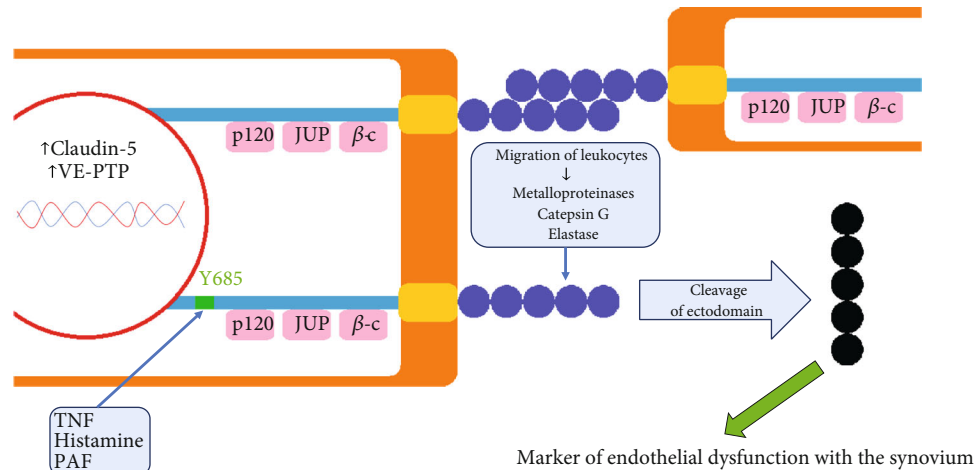 ↑Claudin-5
↑VE-PTP
p120 JUP β-c
p120 JUP β-c
Migration of leukocytes
↓
Metalloproteinases
Catepsin G
Elastase
Y685
p120 JUP β-c
Cleavage
of ectodomain
TNF
Histamine
PAF
Marker of endothelial dysfunction with the synovium